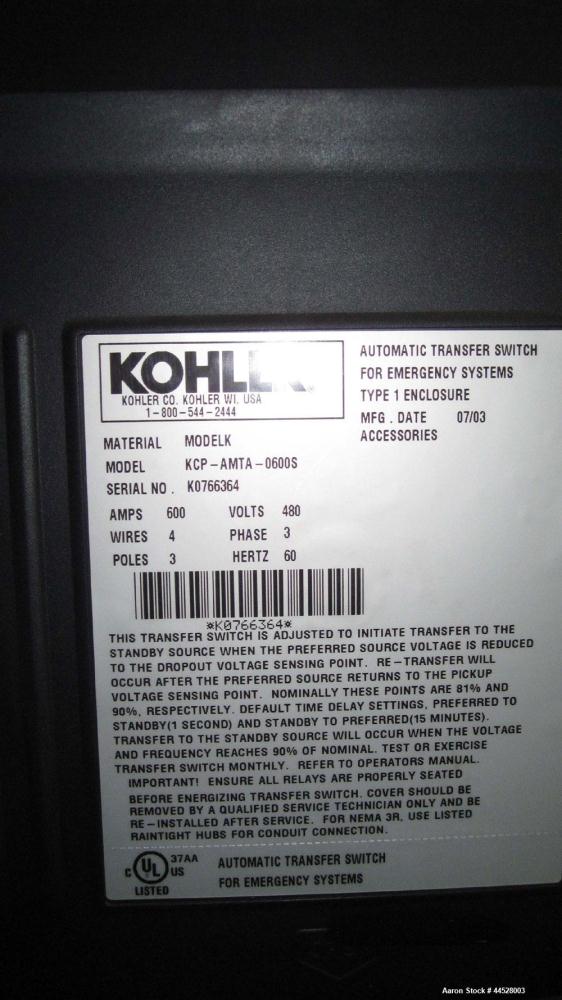 KOHLER.
KOHLER CO. KOHLER WI. USA
1-800-544-2444
AUTOMATIC TRANSFER SWITCH
FOR EMERGENCY SYSTEMS
TYPE 1 ENCLOSURE
MFG. DATE 07/03
ACCESSORIES
MATERIAL MODELK
MODEL KCP-AMTA-0600S
SERIAL NO. K0766364
AMPS 600 VOLTS 480
WIRES 4 PHASE 3
POLES 3 HERTZ 60
*K0766364*
THIS TRANSFER SWITCH IS ADJUSTED TO INITIATE TRANSFER TO THE
STANDBY SOURCE WHEN THE PREFERRED SOURCE VOLTAGE IS REDUCED
TO THE DROPOUT VOLTAGE SENSING POINT. RE-TRANSFER WILL
OCCUR AFTER THE PREFERRED SOURCE RETURNS TO THE PICKUP
VOLTAGE SENSING POINT. NOMINALLY THESE POINTS ARE 81% AND
90%, RESPECTIVELY. DEFAULT TIME DELAY SETTINGS, PREFERRED TO
STANDBY(1 SECOND) AND STANDBY TO PREFERRED(15 MINUTES).
TRANSFER TO THE STANDBY SOURCE WILL OCCUR WHEN THE VOLTAGE
AND FREQUENCY REACHES 90% OF NOMINAL. TEST OR EXERCISE
TRANSFER SWITCH MONTHLY. REFER TO OPERATORS MANUAL.
IMPORTANT! ENSURE ALL RELAYS ARE PROPERLY SEATED
BEFORE ENERGIZING TRANSFER SWITCH. COVER SHOULD BE
REMOVED BY A QUALIFIED SERVICE TECHNICIAN ONLY AND BE
RE-INSTALLED AFTER SERVICE. FOR NEMA 3R, USE LISTED
RAINTIGHT HUBS FOR CONDUIT CONNECTION.
C UL US 37AA
LISTED
AUTOMATIC TRANSFER SWITCH
FOR EMERGENCY SYSTEMS
Aaron Stock # 44528003